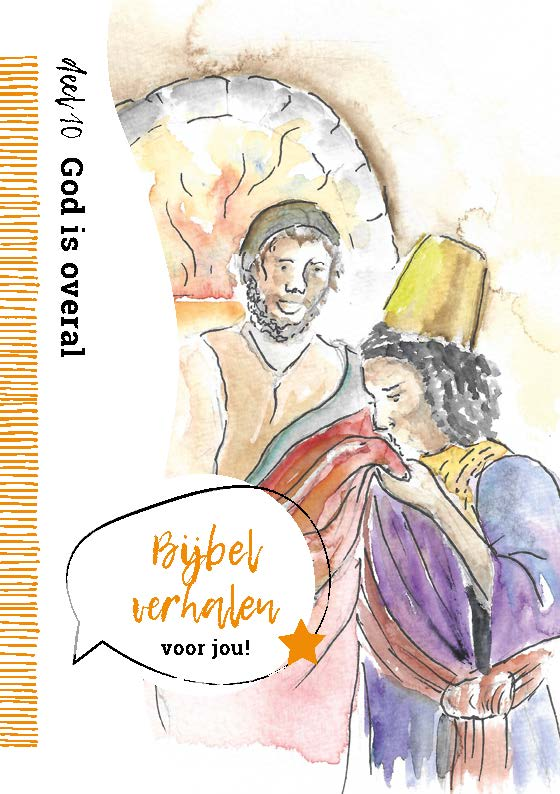 deel 10 God is overal
Bijbel
verhalen
voor jou!